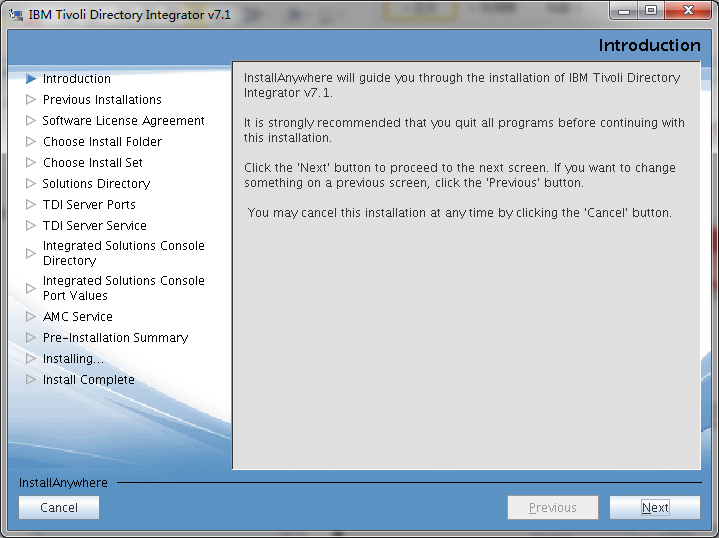 IBM Tivoli Directory Integrator v7.1
Introduction
Introduction
Previous Installations
Software License Agreement
Choose Install Folder
Choose Install Set
Solutions Directory
TDI Server Ports
TDI Server Service
Integrated Solutions Console
Directory
Integrated Solutions Console
Port Values
AMC Service
Pre-Installation Summary
Installing...
Install Complete
InstallAnywhere will guide you through the installation of IBM Tivoli Directory
Integrator v7.1.
It is strongly recommended that you quit all programs before continuing with
this installation.
Click the 'Next' button to proceed to the next screen. If you want to change
something on a previous screen, click the 'Previous' button.
You may cancel this installation at any time by clicking the 'Cancel' button.
InstallAnywhere
Cancel
Previous
Next